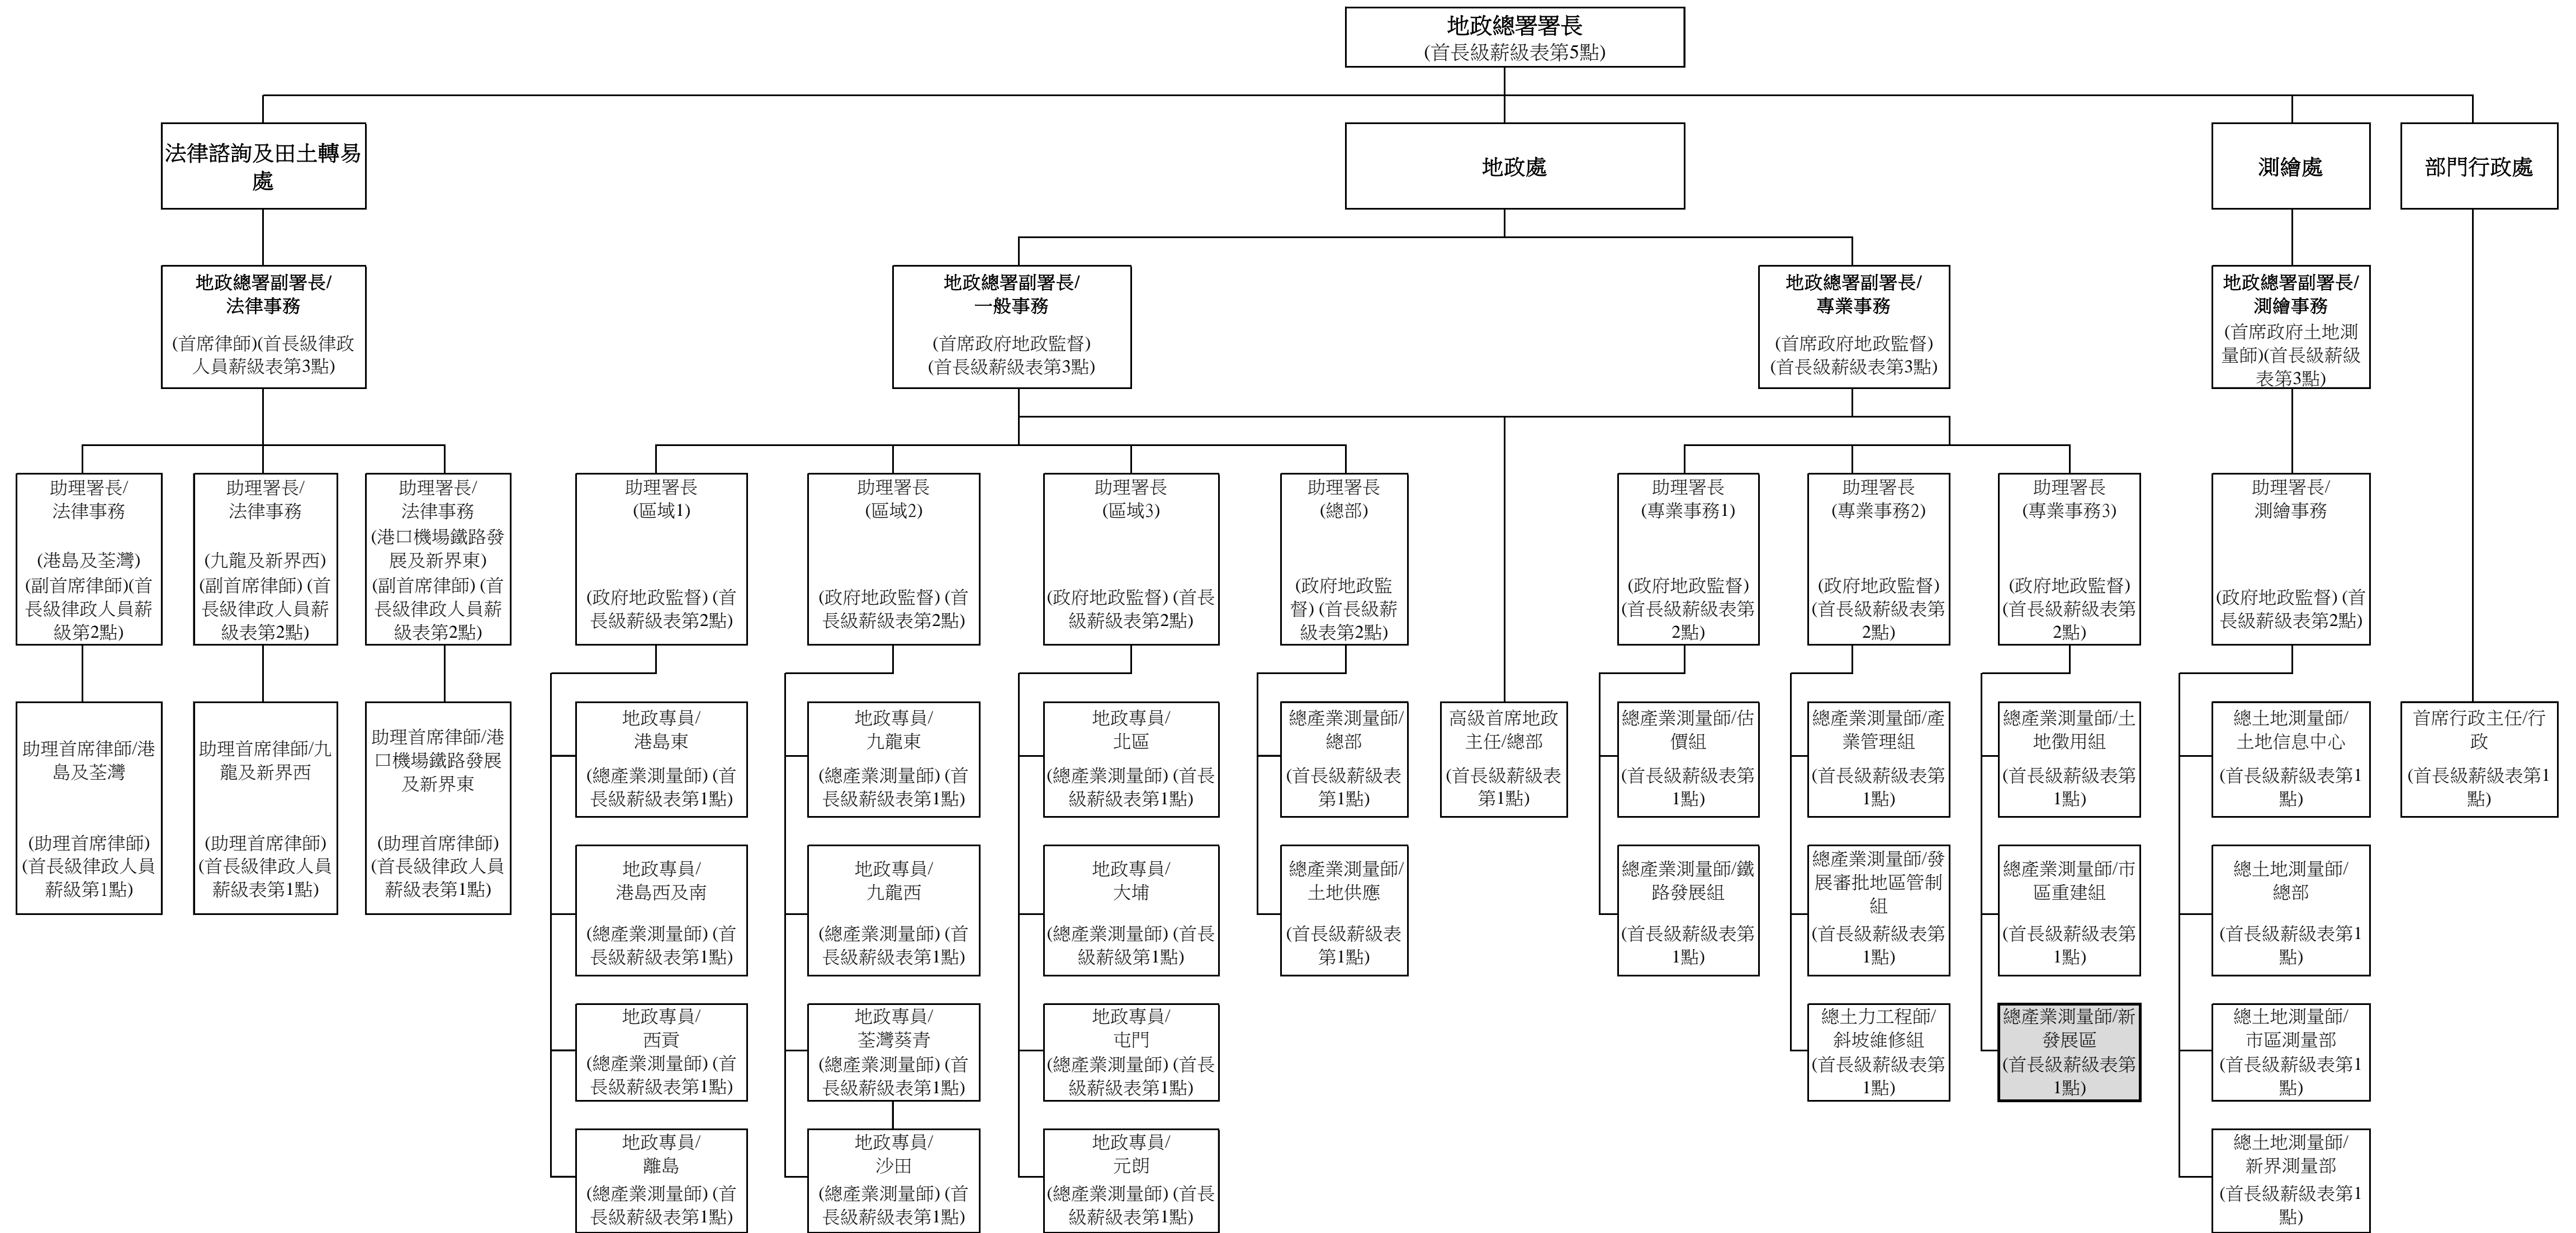 地政總署署長
(首長級薪級表第5點)
法律諮詢及田土轉易
處
地政處
測繪處
部門行政處
地政總署副署長/
法律事務
(首席律師)(首長級律政
人員薪級表第3點)
地政總署副署長/
一般事務
(首席政府地政監督)
(首長級薪級表第3點)
地政總署副署長/
專業事務
(首席政府地政監督)
(首長級薪級表第3點)
地政總署副署長/
測繪事務
(首席政府土地測
量師)(首長級薪級
表第3點)
助理署長/
法律事務
(港島及荃灣)
(副首席律師)(首
長級律政人員薪
級第2點)
助理署長/
法律事務
(九龍及新界西)
(副首席律師) (首
長級律政人員薪
級表第2點)
助理署長/
法律事務
(港口機場鐵路發
展及新界東)
(副首席律師) (首
長級律政人員薪
級表第2點)
助理署長
(區域1)
(政府地政監督) (首
長級薪級表第2點)
助理署長
(區域2)
(政府地政監督) (首
長級薪級表第2點)
助理署長
(區域3)
(政府地政監督) (首長
級薪級表第2點)
助理署長
(總部)
(政府地政監
督) (首長級薪
級表第2點)
助理署長
(專業事務1)
(政府地政監督)
(首長級薪級表第
2點)
助理署長
(專業事務2)
(政府地政監督)
(首長級薪級表第
2點)
助理署長
(專業事務3)
(政府地政監督)
(首長級薪級表第
2點)
助理署長/
測繪事務
(政府地政監督) (首
長級薪級表第2點)
助理首席律師/港
島及荃灣
(助理首席律師)
(首長級律政人員
薪級第1點)
助理首席律師/九
龍及新界西
(助理首席律師)
(首長級律政人員
薪級表第1點)
助理首席律師/港
口機場鐵路發展
及新界東
(助理首席律師)
(首長級律政人員
薪級表第1點)
地政專員/
港島東
(總產業測量師) (首
長級薪級表第1點)
地政專員/
九龍東
(總產業測量師) (首
長級薪級表第1點)
地政專員/
北區
(總產業測量師) (首長
級薪級表第1點)
總產業測量師/
總部
(首長級薪級表
第1點)
高級首席地政
主任/總部
(首長級薪級表
第1點)
總產業測量師/估
價組
(首長級薪級表第
1點)
總產業測量師/產
業管理組
(首長級薪級表第
1點)
總產業測量師/土
地徵用組
(首長級薪級表第
1點)
總土地測量師/
土地信息中心
(首長級薪級表第1
點)
首席行政主任/行
政
(首長級薪級表第1
點)
地政專員/
港島西及南
(總產業測量師) (首
長級薪級表第1點)
地政專員/
九龍西
(總產業測量師) (首
長級薪級表第1點)
地政專員/
大埔
(總產業測量師) (首長
級薪級第1點)
總產業測量師/
土地供應
(首長級薪級表
第1點)
總產業測量師/鐵
路發展組
(首長級薪級表第
1點)
總產業測量師/發
展審批地區管制
組
(首長級薪級表第
1點)
總產業測量師/市
區重建組
(首長級薪級表第
1點)
總土地測量師/
總部
(首長級薪級表第1
點)
地政專員/
西貢
(總產業測量師) (首
長級薪級表第1點)
地政專員/
荃灣葵青
(總產業測量師) (首
長級薪級表第1點)
地政專員/
屯門
(總產業測量師) (首長
級薪級表第1點)
總土力工程師/
斜坡維修組
(首長級薪級表第
1點)
總產業測量師/新
發展區
(首長級薪級表第
1點)
總土地測量師/
市區測量部
(首長級薪級表第1
點)
地政專員/
離島
(總產業測量師) (首
長級薪級表第1點)
地政專員/
沙田
(總產業測量師) (首
長級薪級表第1點)
地政專員/
元朗
(總產業測量師) (首長
級薪級表第1點)
總土地測量師/
新界測量部
(首長級薪級表第1
點)